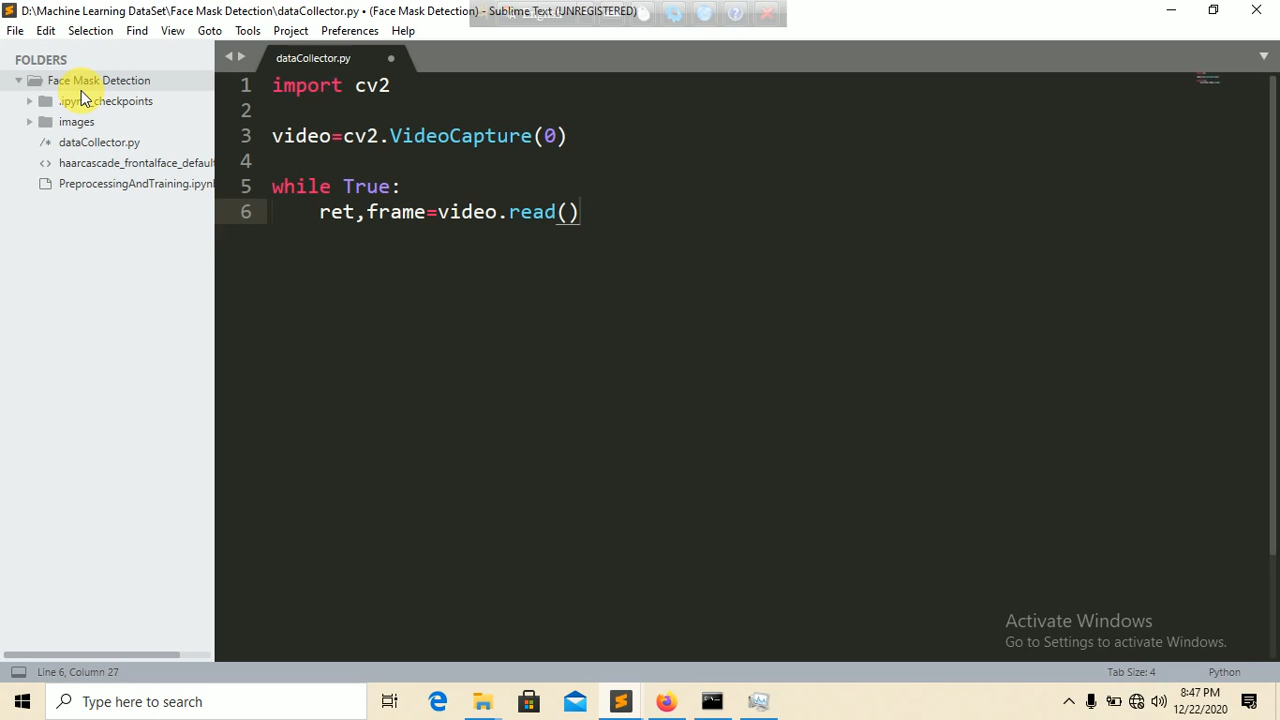 D:\Machine Learning DataSet\Face Mask Detection\dataCollector.py • (Face Mask Detection) - Sublime Text (UNREGISTERED)
File Edit Selection Find View Goto Tools Project Preferences Help
FOLDERS
Face Mask Detection
.ipynb_checkpoints
images
dataCollector.py
haarcascade_frontalface_default
PreprocessingAndTraining.ipynb
dataCollector.py
1 import cv2
2
3 video=cv2.VideoCapture(0)
4
5 while True:
6 ret,frame=video.read()
Activate Windows
Go to Settings to activate Windows.
Line 6, Column 27
Tab Size: 4
Python
Type here to search
8:47 PM
12/22/2020